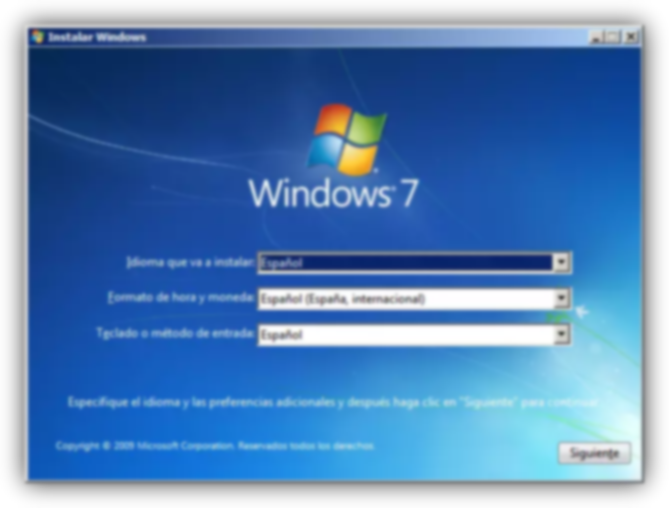 Instalar Windows
Windows 7
Idioma que va a instalar: Español
Formato de hora y moneda: Español (España, internacional)
Teclado o método de entrada: Español
Especifique el idioma y las preferencias adicionales y después haga clic en "Siguiente" para continuar.
Copyright © 2009 Microsoft Corporation. Reservados todos los derechos.
Siguiente